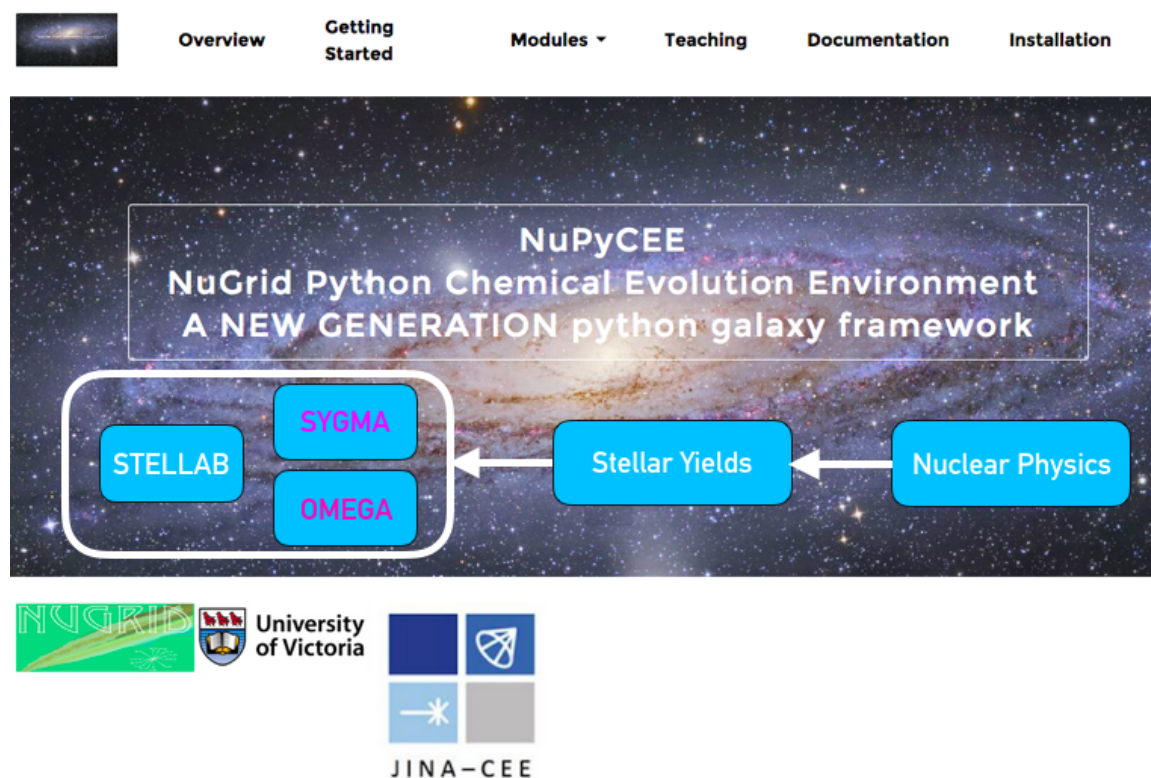 Overview
Getting
Started
Modules
Teaching
Documentation
Installation
NuPyCEE
NuGrid Python Chemical Evolution Environment
A NEW GENERATION python galaxy framework
STELLAB
SYGMA
OMEGA
Stellar Yields
Nuclear Physics
NUGRID
University
of Victoria
JINA–CEE